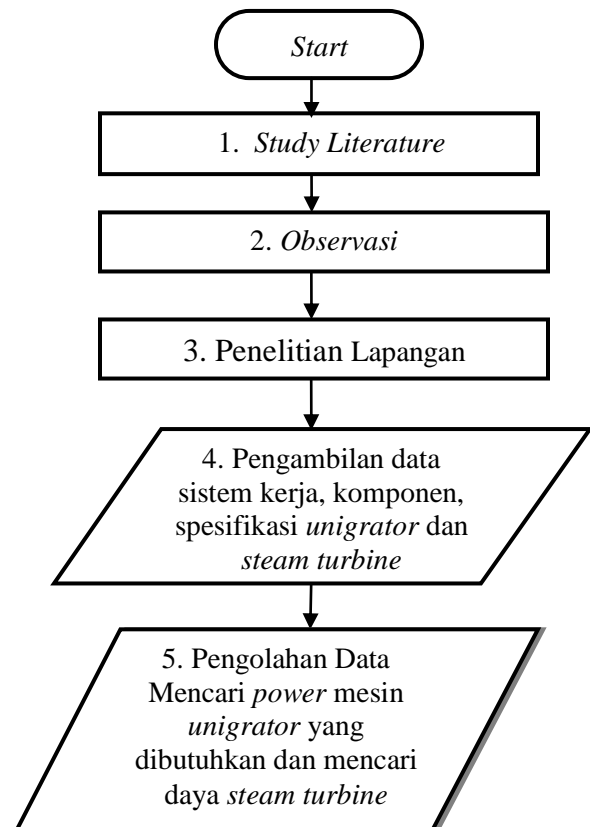 Start
1. Study Literature
2. Observasi
3. Penelitian Lapangan
4. Pengambilan data
sistem kerja, komponen,
spesifikasi unigrator dan
steam turbine
5. Pengolahan Data
Mencari power mesin
unigrator yang
dibutuhkan dan mencari
daya steam turbine